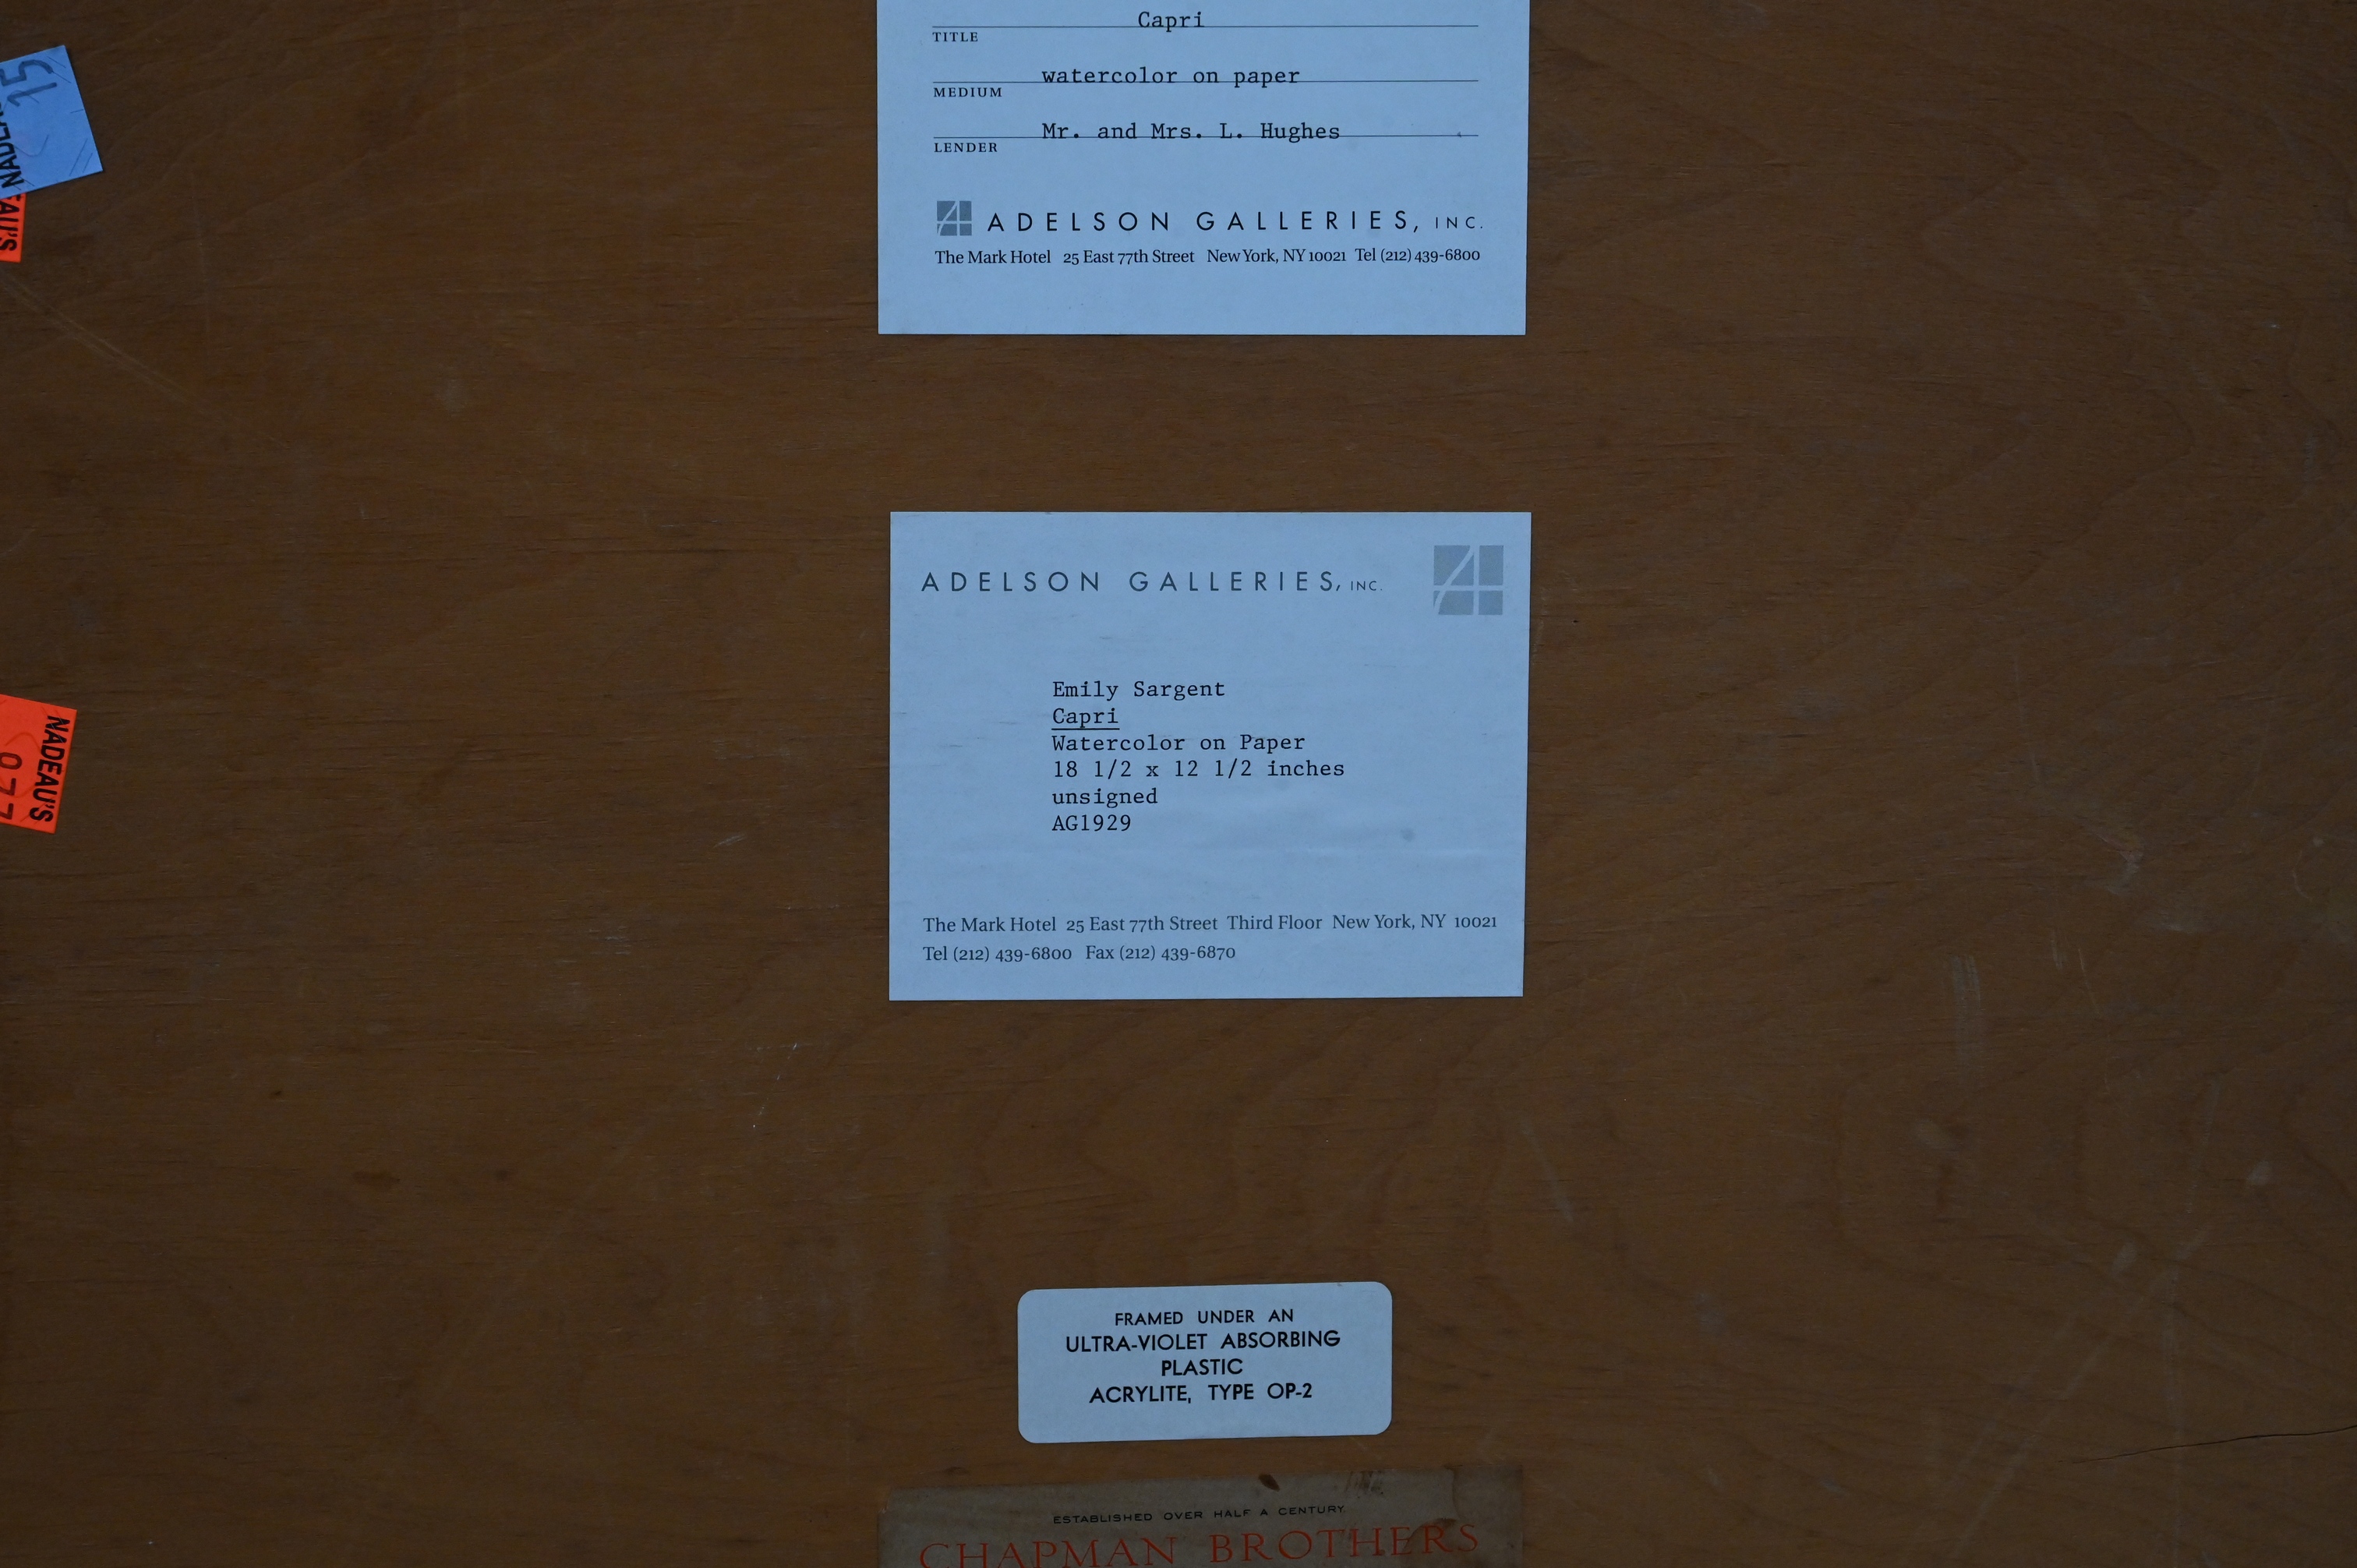 Capri
TITLE
watercolor on paper
MEDIUM
Mr. and Mrs. L. Hughes
LENDER
ADELSON GALLERIES, INC.
The Mark Hotel 25 East 77th Street New York, NY 10021 Tel (212) 439-6800
15
NADEAU'S
ADELSON GALLERIES, INC.
Emily Sargent
Capri
Watercolor on Paper
18 1/2 x 12 1/2 inches
unsigned
AG1929
The Mark Hotel 25 East 77th Street Third Floor New York, NY 10021
Tel (212) 439-6800 Fax (212) 439-6870
FRAMED UNDER AN
ULTRA-VIOLET ABSORBING
PLASTIC
ACRYLITE, TYPE OP-2
ESTABLISHED OVER HALF A CENTURY
CHAPMAN BROTHERS